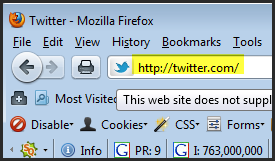 Twitter - Mozilla Firefox
File Edit View History Bookmarks Tools
http://twitter.com/
Most Visited
This web site does not suppl
Disable Cookies CSS Forms
Info PR: 9 I: 763,000,000